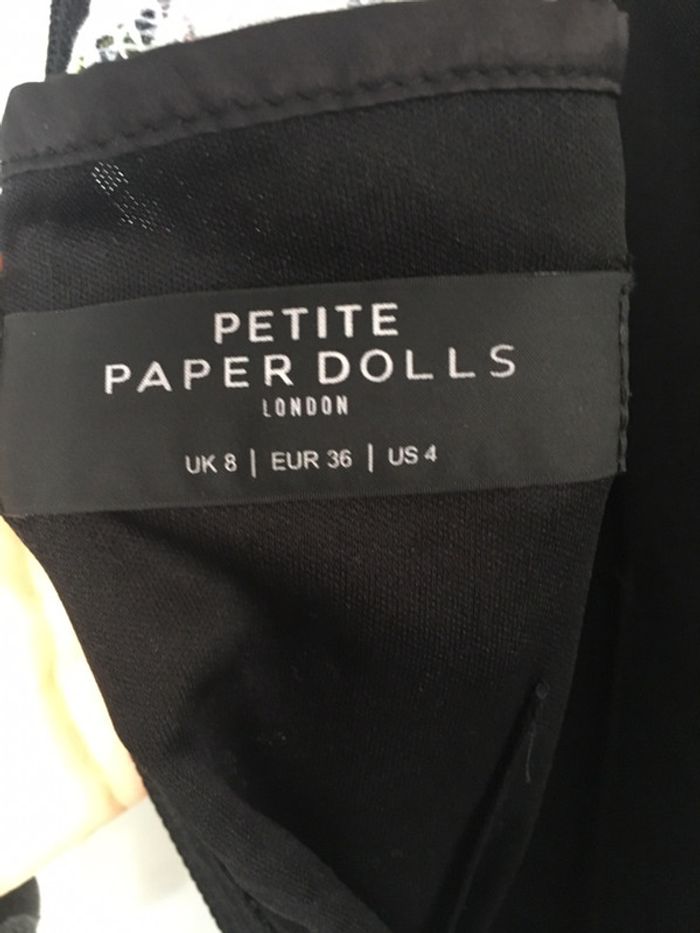 PETITE
PAPER DOLLS
LONDON
UK 8 | EUR 36 | US 4